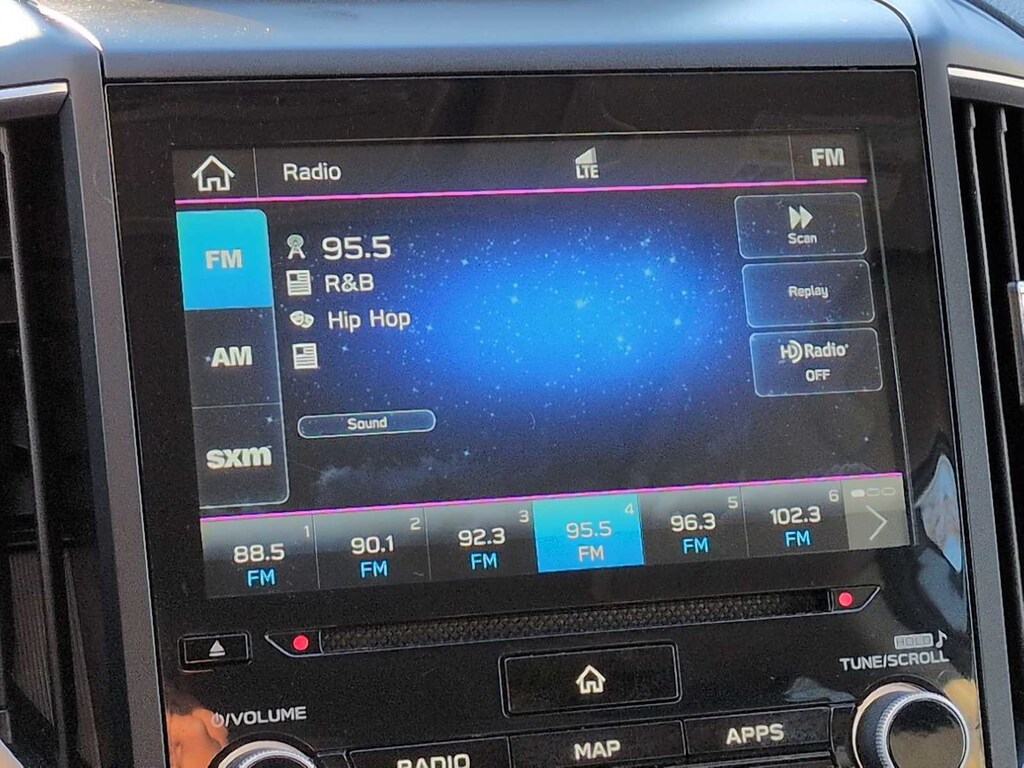 Radio
LTE
FM
FM
95.5
R&B
Hip Hop
AM
sxm
Sound
Scan
Replay
HD Radio
OFF
1
88.5
FM
2
90.1
FM
3
92.3
FM
4
95.5
FM
5
96.3
FM
6
102.3
FM
HOLD
TUNE/SCROLL
/VOLUME
RADIO
MAP
APPS